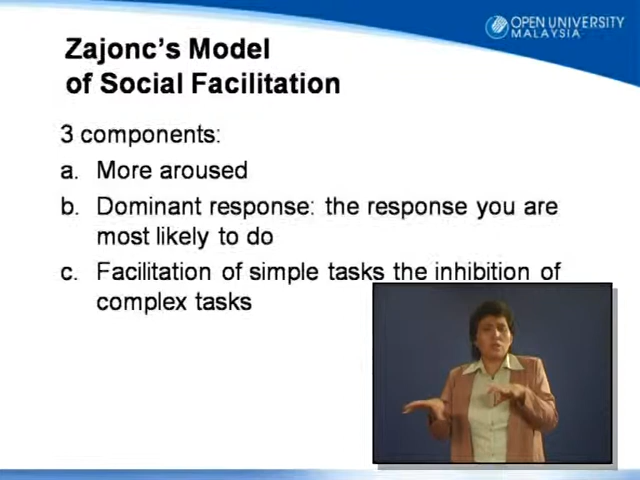 OPEN UNIVERSITY
MALAYSIA
Zajonc's Model
of Social Facilitation
3 components:
a. More aroused
b. Dominant response: the response you are
most likely to do
c. Facilitation of simple tasks the inhibition of
complex tasks